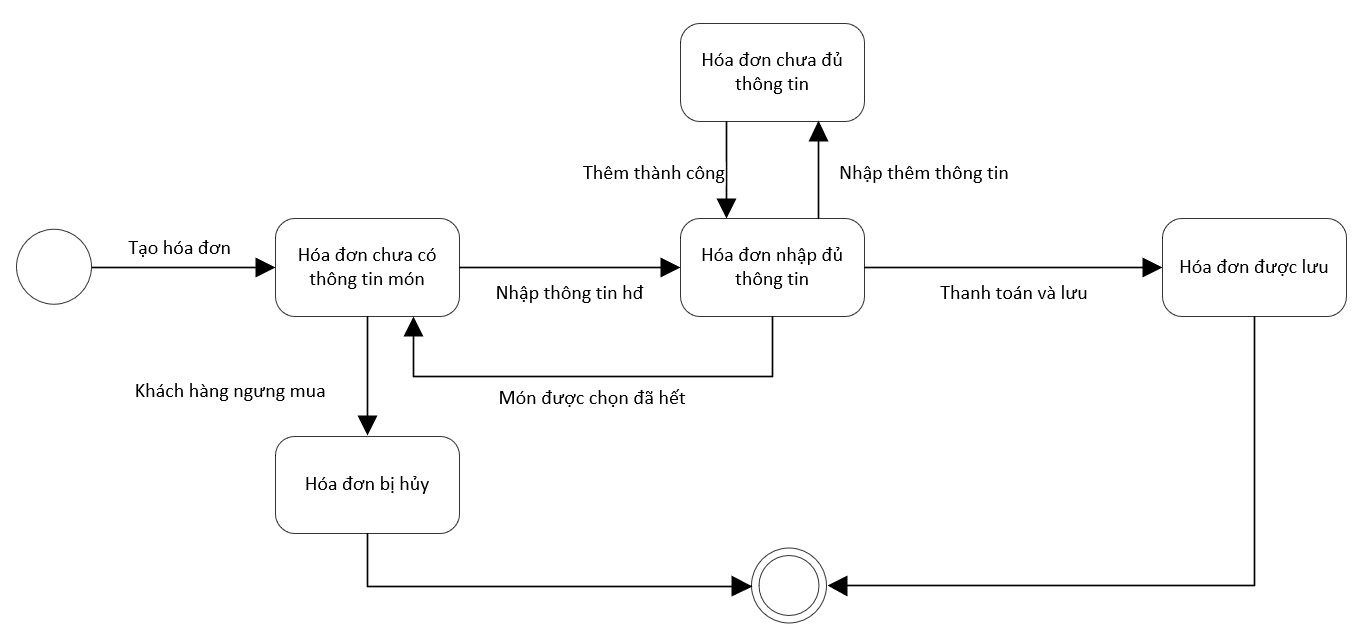 Hóa đơn chưa đủ
thông tin
Thêm thành công
Nhập thêm thông tin
Tạo hóa đơn
Hóa đơn chưa có
thông tin món
Nhập thông tin hđ
Hóa đơn nhập đủ
thông tin
Thanh toán và lưu
Hóa đơn được lưu
Khách hàng ngưng mua
Món được chọn đã hết
Hóa đơn bị hủy